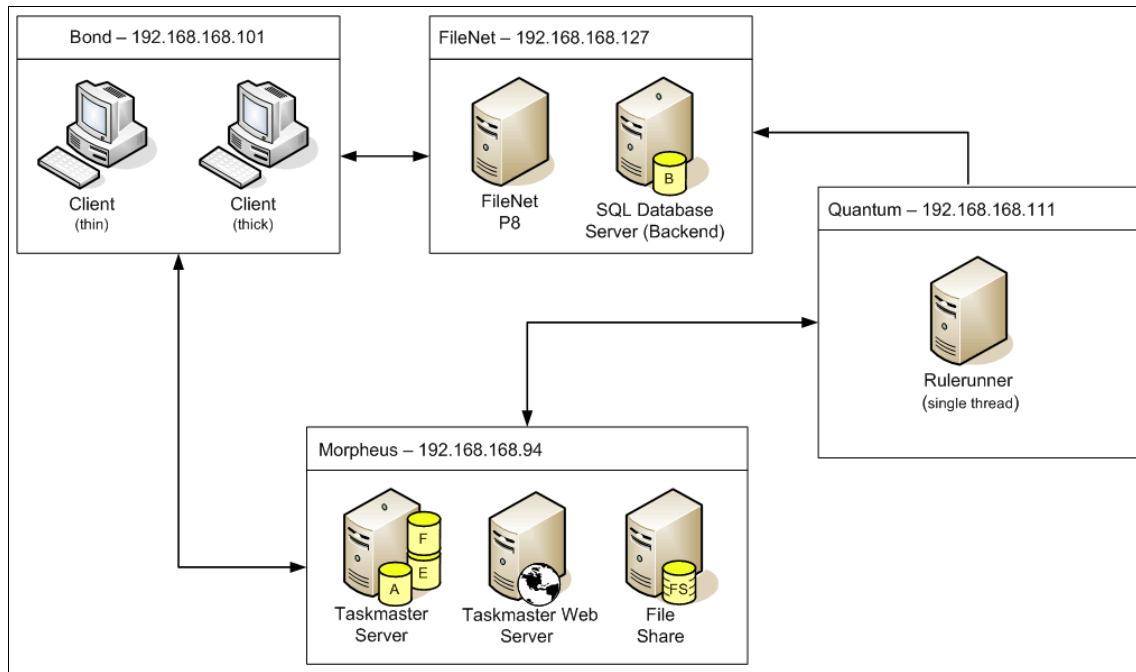 Bond – 192.168.168.101
Client
(thin)
Client
(thick)
FileNet – 192.168.168.127
FileNet
P8
B
SQL Database
Server (Backend)
Quantum – 192.168.168.111
Rulerunner
(single thread)
Morpheus – 192.168.168.94
F
E
A
Taskmaster
Server
Taskmaster Web
Server
FS
File
Share